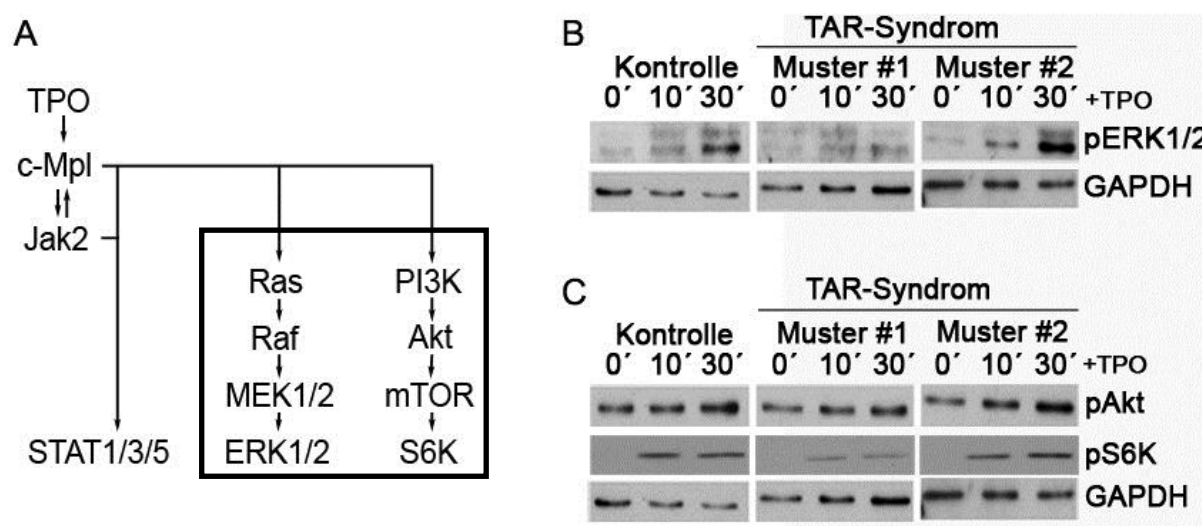 A
TPO
c-Mpl
Jak2
Ras PI3K
Raf Akt
MEK1/2 mTOR
STAT1/3/5 ERK1/2 S6K
B
TAR-Syndrom
Kontrolle Muster #1 Muster #2
0´ 10´ 30´ 0´ 10´ 30´ 0´ 10´ 30´ +TPO
pERK1/2
GAPDH
C
TAR-Syndrom
Kontrolle Muster #1 Muster #2
0´ 10´ 30´ 0´ 10´ 30´ 0´ 10´ 30´ +TPO
pAkt
pS6K
GAPDH